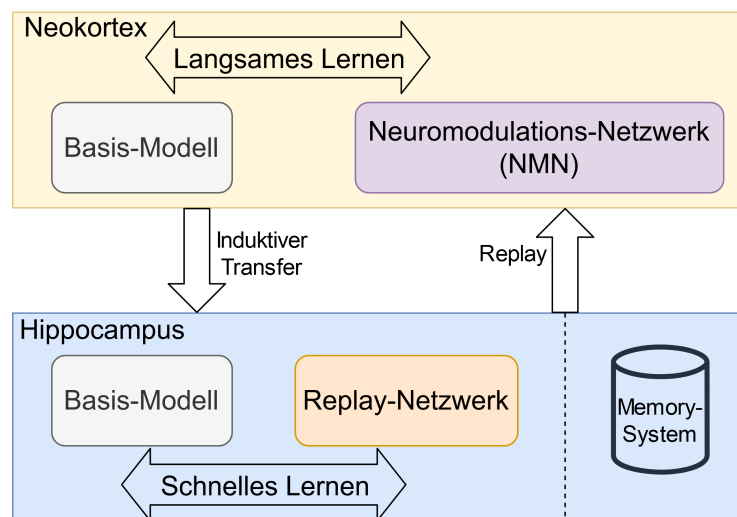 Neokortex
Langsames Lernen
Basis-Modell
Neuromodulations-Netzwerk
(NMN)
Induktiver
Transfer
Replay
Hippocampus
Basis-Modell
Replay-Netzwerk
Memory-
System
Schnelles Lernen